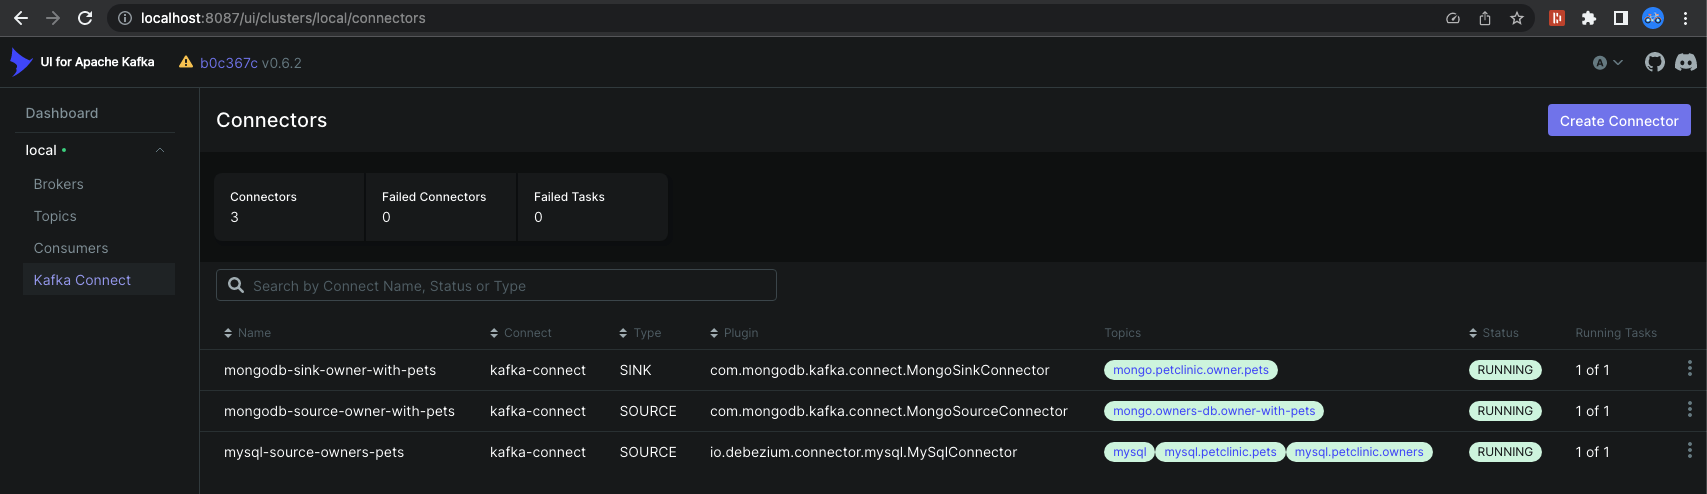 localhost:8087/ui/clusters/local/connectors
UI for Apache Kafka b0c367c v0.6.2
A
Dashboard
local
Brokers
Topics
Consumers
Kafka Connect
Connectors
Create Connector
Connectors Failed Connectors Failed Tasks
3 0 0
Search by Connect Name, Status or Type
Name Connect Type Plugin Topics Status Running Tasks
mongodb-sink-owner-with-pets kafka-connect SINK com.mongodb.kafka.connect.MongoSinkConnector mongo.petclinic.owner.pets RUNNING 1 of 1
mongodb-source-owner-with-pets kafka-connect SOURCE com.mongodb.kafka.connect.MongoSourceConnector mongo.owners-db.owner-with-pets RUNNING 1 of 1
mysql-source-owners-pets kafka-connect SOURCE io.debezium.connector.mysql.MySqlConnector mysql mysql.petclinic.pets mysql.petclinic.owners RUNNING 1 of 1